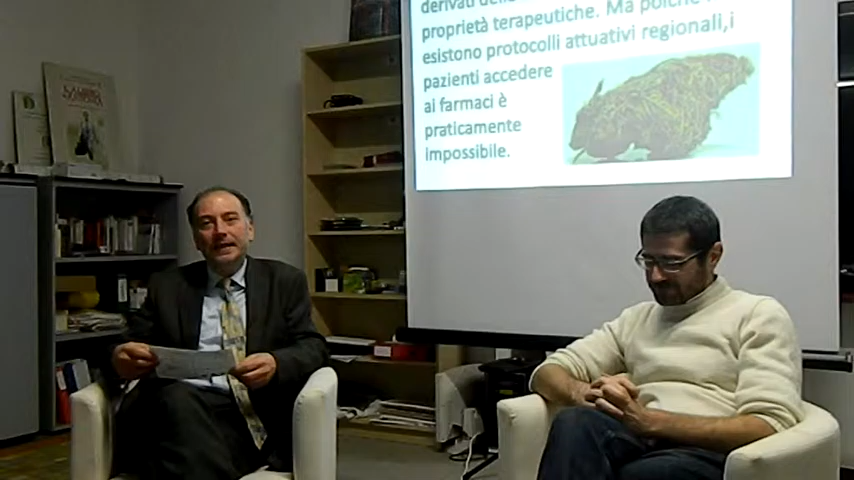 proprietà terapeutiche. Ma poiché
esistono protocolli attuativi regionali, i
pazienti accedere
ai farmaci è
praticamente
impossibile.